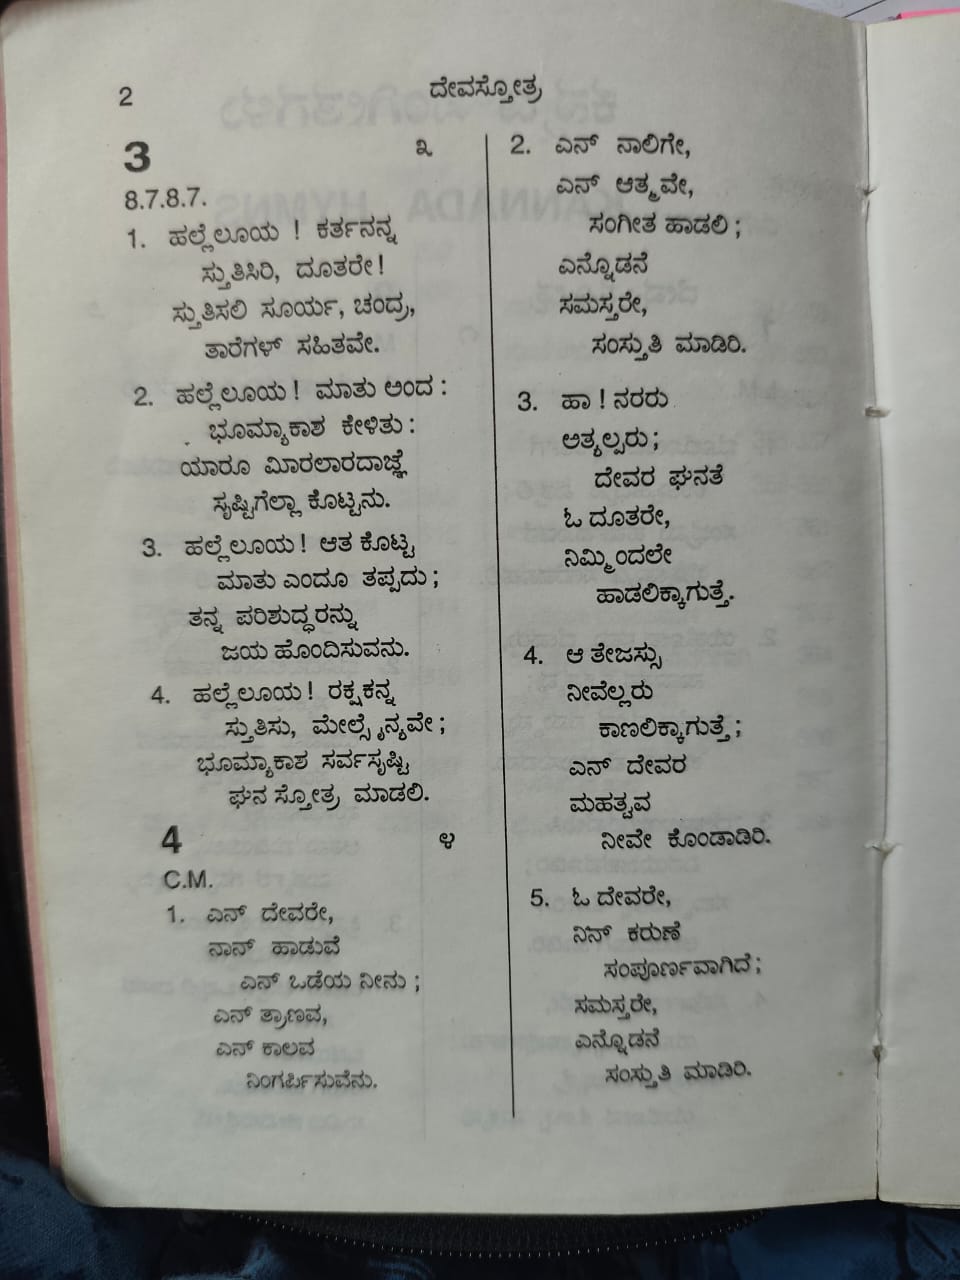 2
ದೇವಸ್ತೋತ್ರ
3
೩
8.7.8.7.
1. ಹಲ್ಲೆಲೂಯ ! ಕರ್ತನನ್ನ
ಸ್ತುತಿಸಿರಿ, ದೂತರೇ!
ಸ್ತುತಿಸಲಿ ಸೂರ್ಯ, ಚಂದ್ರ,
ತಾರೆಗಳ್ ಸಹಿತವೇ.
2. ಹಲ್ಲೆಲೂಯ! ಮಾತು ಅಂದ :
ಭೂಮ್ಯಾಕಾಶ ಕೇಳಿತು :
ಯಾರೂ ಮಿಾರಲಾರದಾಜ್ಞೆ
ಸೃಷ್ಟಿಗೆಲ್ಲಾ ಕೊಟ್ಟನು.
3. ಹಲ್ಲೆಲೂಯ! ಆತ ಕೊಟ್ಟ
ಮಾತು ಎಂದೂ ತಪ್ಪದು ;
ತನ್ನ ಪರಿಶುದ್ಧರನ್ನು
ಜಯ ಹೊಂದಿಸುವನು.
4. ಹಲ್ಲೆಲೂಯ! ರಕ್ಷಕನ್ನ
ಸ್ತುತಿಸು, ಮೇಲ್ಸೈನ್ಯವೇ ;
ಭೂಮ್ಯಾಕಾಶ ಸರ್ವಸೃಷ್ಟಿ
ಘನ ಸ್ತೋತ್ರ ಮಾಡಲಿ.
4
೪
C.M.
1. ಎನ್ ದೇವರೇ,
ನಾನ್ ಹಾಡುವೆ
ಎನ್ ಒಡೆಯ ನೀನು ;
ಎನ್ ತ್ರಾಣವ,
ಎನ್ ಕಾಲವ
ನಿಂಗರ್ಪಿಸುವೆನು.
2. ಎನ್ ನಾಲಿಗೇ,
ಎನ್ ಆತ್ಮವೇ,
ಸಂಗೀತ ಹಾಡಲಿ ;
ಎನ್ನೊಡನೆ
ಸಮಸ್ತರೇ,
ಸಂಸ್ತುತಿ ಮಾಡಿರಿ.
3. ಹಾ ! ನರರು
ಅತ್ಯಲ್ಪರು ;
ದೇವರ ಘನತೆ
ಓ ದೂತರೇ,
ನಿಮ್ಮಿಂದಲೇ
ಹಾಡಲಿಕ್ಕಾಗುತ್ತೆ.
4. ಆ ತೇಜಸ್ಸು
ನೀವೆಲ್ಲರು
ಕಾಣಲಿಕ್ಕಾಗುತ್ತೆ ;
ಎನ್ ದೇವರ
ಮಹತ್ವವ
ನೀವೇ ಕೊಂಡಾಡಿರಿ.
5. ಓ ದೇವರೇ,
ನಿನ್ ಕರುಣೆ
ಸಂಪೂರ್ಣವಾಗಿದೆ ;
ಸಮಸ್ತರೇ,
ಎನ್ನೊಡನೆ
ಸಂಸ್ತುತಿ ಮಾಡಿರಿ.